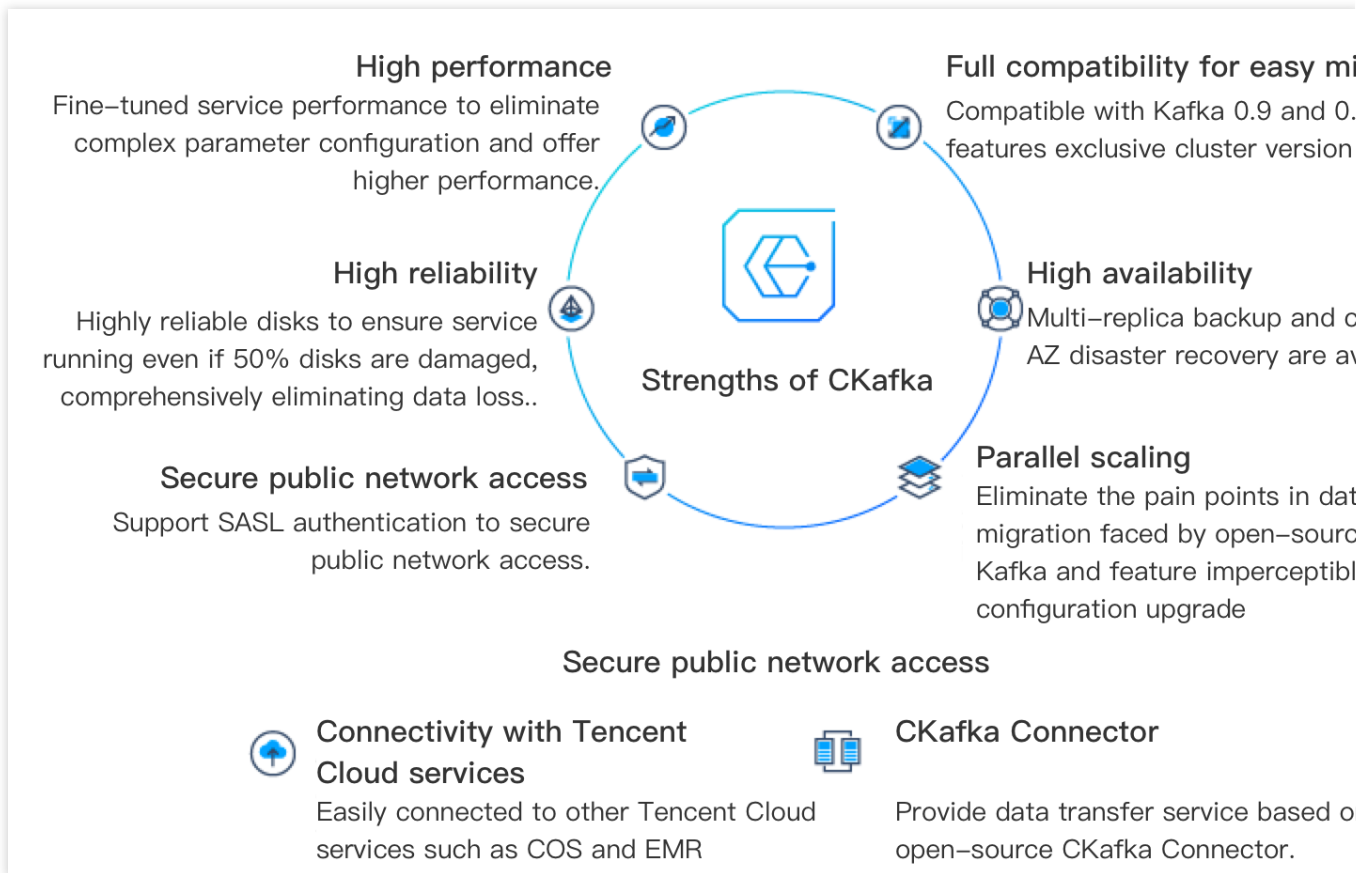 High performance
Fine–tuned service performance to eliminate
complex parameter configuration and offer
higher performance.
High reliability
Highly reliable disks to ensure service
running even if 50% disks are damaged,
comprehensively eliminating data loss..
Secure public network access
Support SASL authentication to secure
public network access.
Strengths of CKafka
Full compatibility for easy
Compatible with Kafka 0.9 and
features exclusive cluster version
High availability
Multi–replica backup and
AZ disaster recovery are
Parallel scaling
Eliminate the pain points in
migration faced by
Kafka and feature
configuration upgrade
Secure public network access
Connectivity with Tencent
Cloud services
Easily connected to other Tencent Cloud
services such as COS and EMR
CKafka Connector
Provide data transfer service based
open–source CKafka Connector.